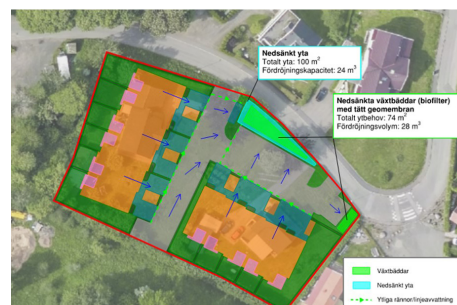 Nedsänkt yta
Totalt yta: 100 m²
Fördröjningskapacitet: 24 m³
Nedsänkta växtbäddar (biofilter)
med tätt geomembran
Totalt ytbehov: 74 m²
Fördröjningsvolym: 28 m³
Växtbäddar
Nedsänkt yta
Ytliga rännor/linjeavvattning